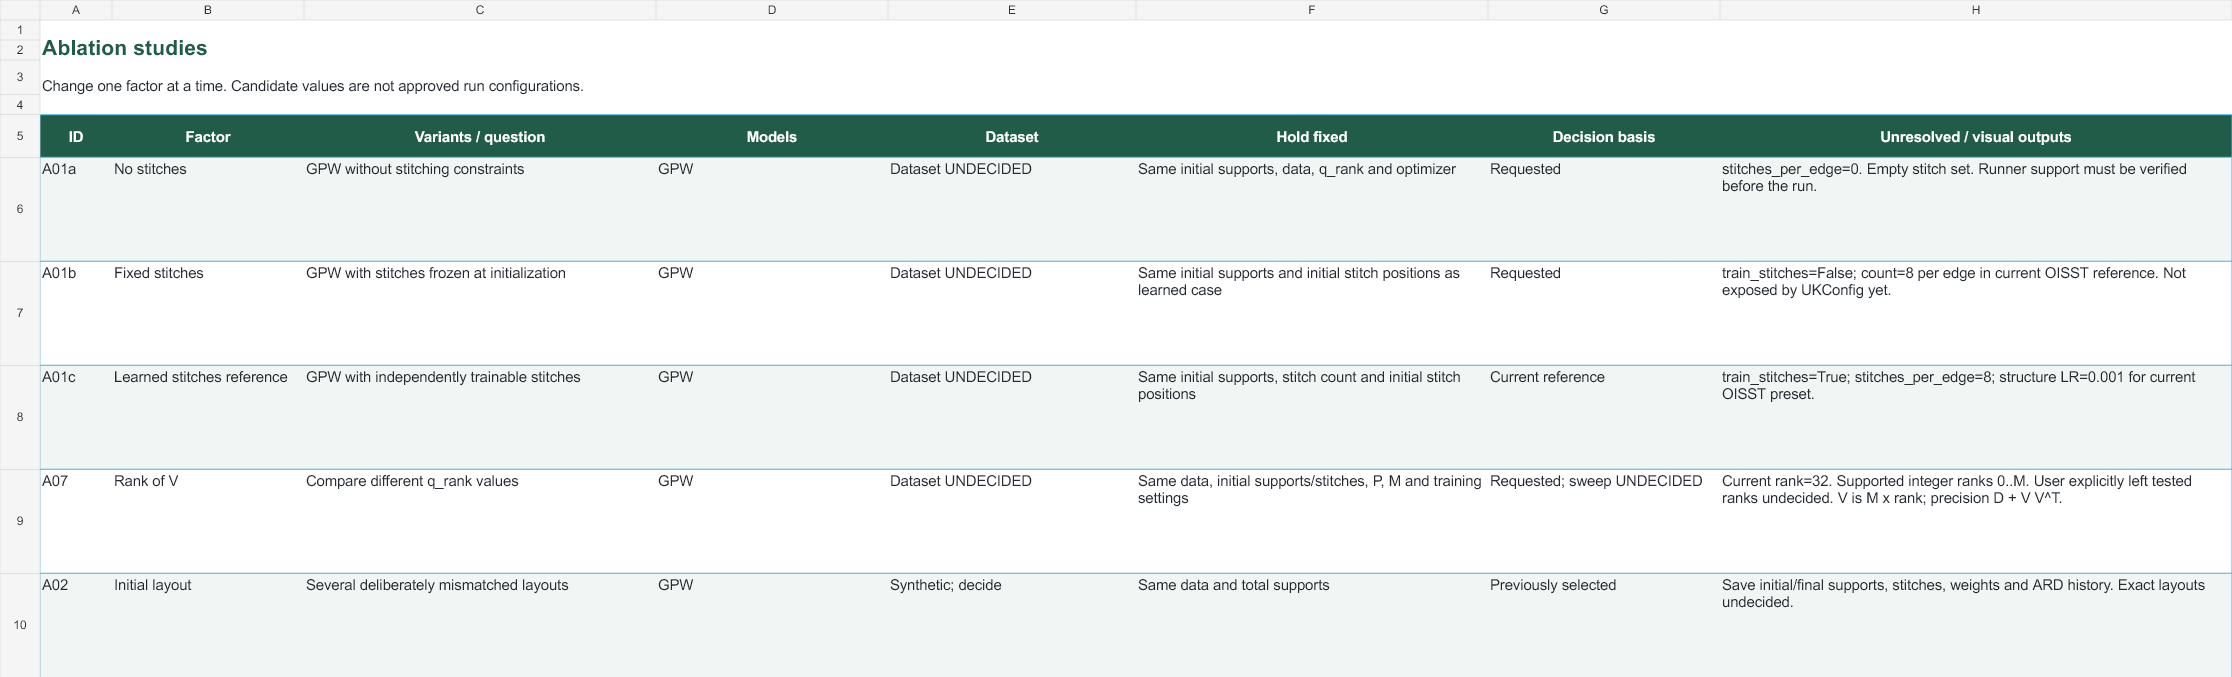 A B C D E F G H
1
2 Ablation studies
3 Change one factor at a time. Candidate values are not approved run configurations.
4
5 ID Factor Variants / question Models Dataset Hold fixed Decision basis Unresolved / visual outputs
A01a No stitches GPW without stitching constraints GPW Dataset UNDECIDED Same initial supports, data, q_rank and optimizer Requested stitches_per_edge=0. Empty stitch set. Runner support must be verified
before the run.
6
A01b Fixed stitches GPW with stitches frozen at initialization GPW Dataset UNDECIDED Same initial supports and initial stitch positions as Requested train_stitches=False; count=8 per edge in current OISST reference. Not
learned case exposed by UKConfig yet.
7
A01c Learned stitches reference GPW with independently trainable stitches GPW Dataset UNDECIDED Same initial supports, stitch count and initial stitch Current reference train_stitches=True; stitches_per_edge=8; structure LR=0.001 for current
positions OISST preset.
8
A07 Rank of V Compare different q_rank values GPW Dataset UNDECIDED Same data, initial supports/stitches, P, M and training Requested; sweep UNDECIDED Current rank=32. Supported integer ranks 0..M. User explicitly left tested
settings ranks undecided. V is M x rank; precision D + V V^T.
9
A02 Initial layout Several deliberately mismatched layouts GPW Synthetic; decide Same data and total supports Previously selected Save initial/final supports, stitches, weights and ARD history. Exact layouts
undecided.
10